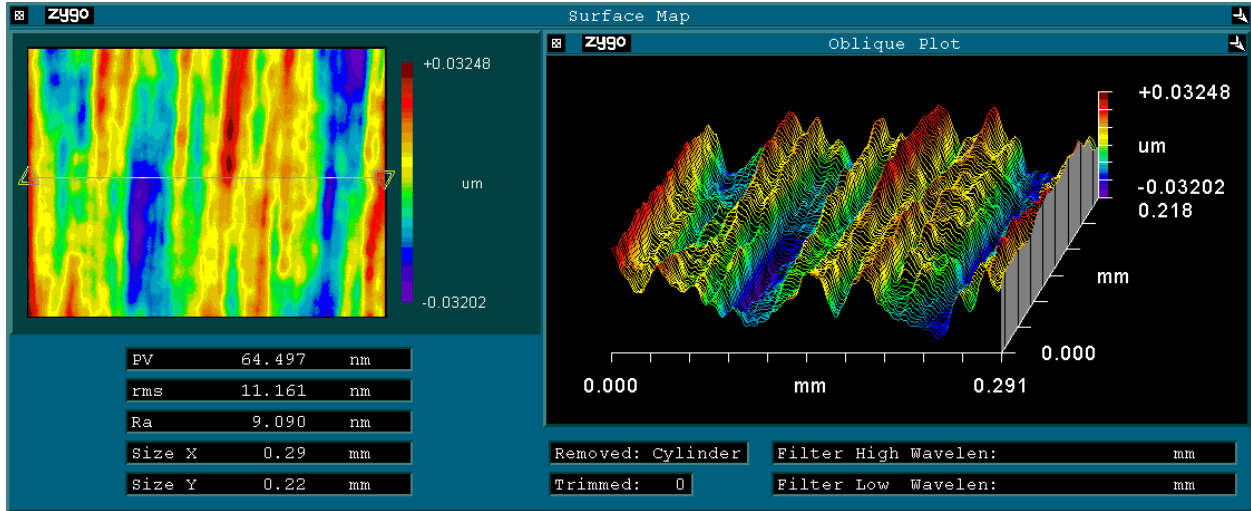 zygo Surface Map
+0.03248
um
-0.03202
zygo Oblique Plot
+0.03248
um
-0.03202
0.218
mm
0.000
0.000 mm 0.291
PV 64.497 nm
rms 11.161 nm
Ra 9.090 nm
Size X 0.29 mm
Size Y 0.22 mm
Removed: Cylinder
Trimmed: 0
Filter High Wavelen: mm
Filter Low Wavelen: mm